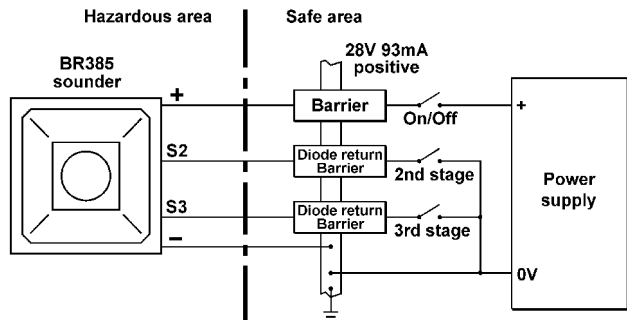 Hazardous area
Safe area
28V 93mA
positive
BR385
sounder
+
Barrier
On/Off
+
S2
Diode return
Barrier
2nd stage
Power
supply
S3
Diode return
Barrier
3rd stage
−
0V